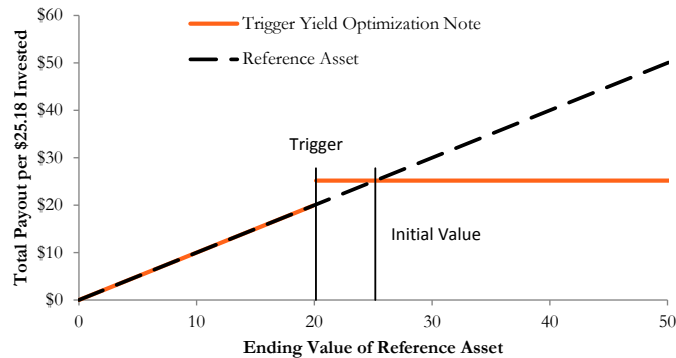 Total Payout per $25.18 Invested
$60
$50
$40
$30
$20
$10
$0
Trigger Yield Optimization Note
Reference Asset
Trigger
Initial Value
0
10
20
30
40
50
Ending Value of Reference Asset